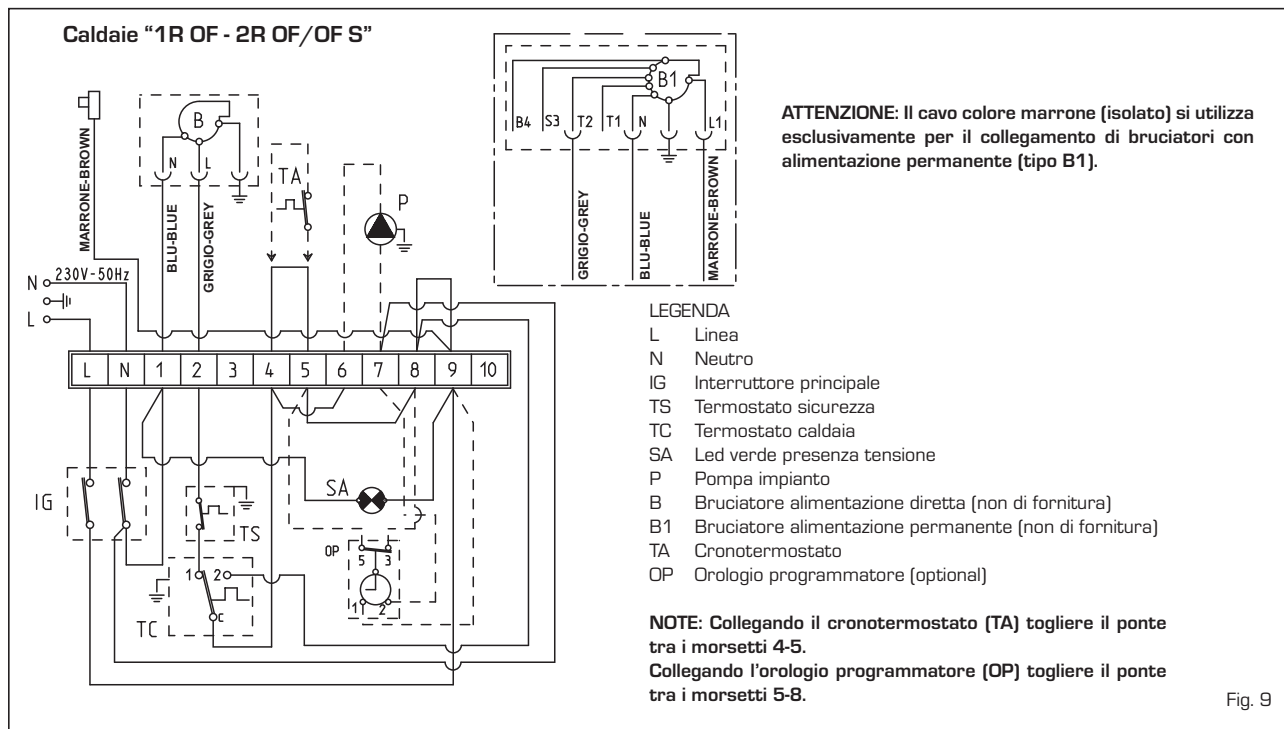 Caldaie “1R OF - 2R OF/OF S”
B
N L
MARRONE-BROWN
BLU-BLUE
GRIGIO-GREY
TA
P
N 230V-50Hz
L
L N 1 2 3 4 5 6 7 8 9 10
IG
TS
SA
OP
5 3
1 2
1 2
C
TC
B1
B4 S3 T2 T1 N L1
GRIGIO-GREY
BLU-BLUE
MARRONE-BROWN
ATTENZIONE: Il cavo colore marrone (isolato) si utilizza
esclusivamente per il collegamento di bruciatori con
alimentazione permanente (tipo B1).
LEGENDA
L Linea
N Neutro
IG Interruttore principale
TS Termostato sicurezza
TC Termostato caldaia
SA Led verde presenza tensione
P Pompa impianto
B Bruciatore alimentazione diretta (non di fornitura)
B1 Bruciatore alimentazione permanente (non di fornitura)
TA Cronotermostato
OP Orologio programmatore (optional)
NOTE: Collegando il cronotermostato (TA) togliere il ponte
tra i morsetti 4-5.
Collegando l’orologio programmatore (OP) togliere il ponte
tra i morsetti 5-8.
Fig. 9